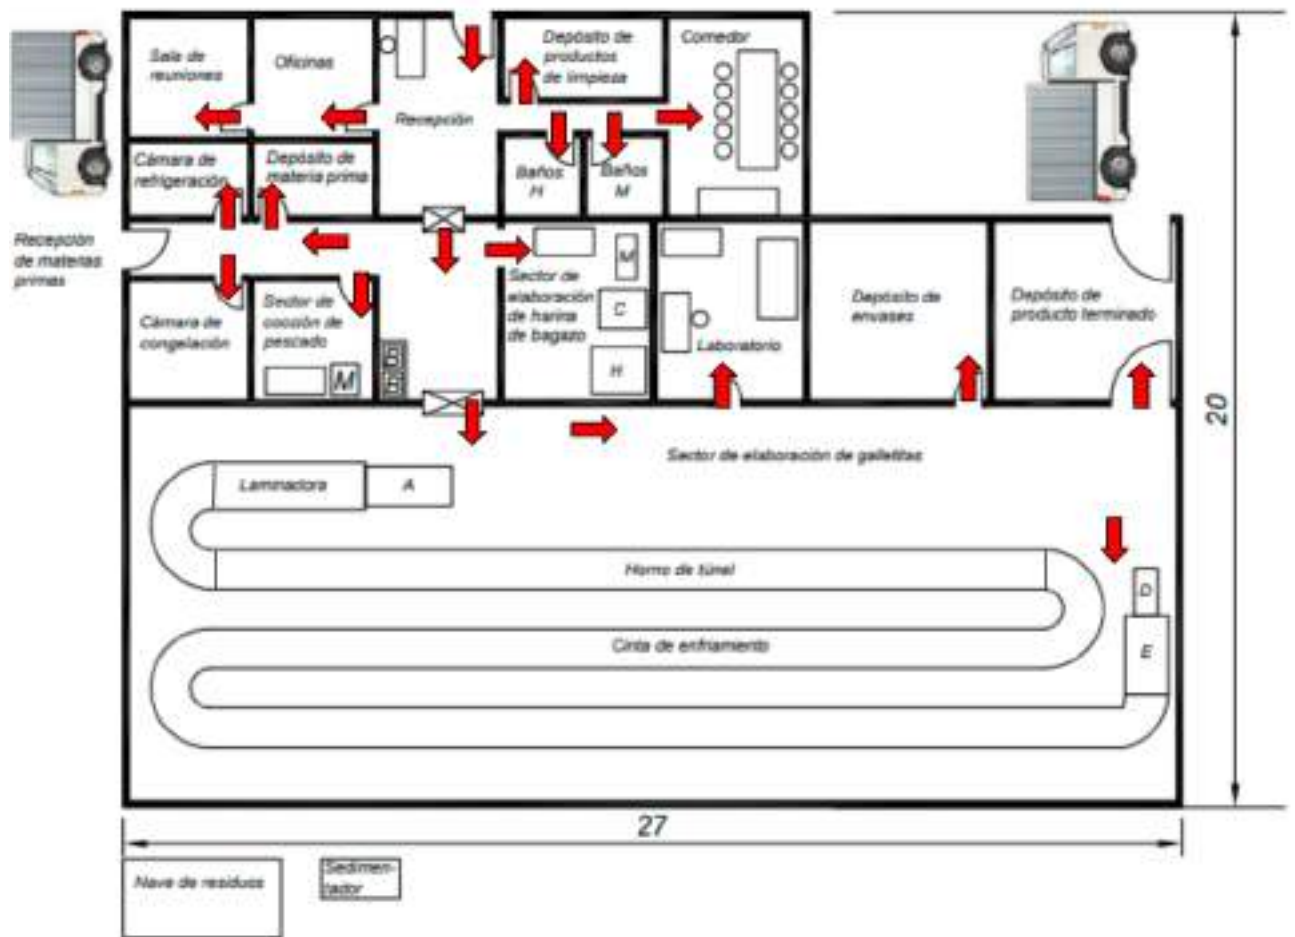 Sala de
reuniones
Oficinas
Recepción
Depósito de
productos
de limpieza
Comedor
Cámara de
refrigeración
Depósito de
materia prima
Baños
H
Baños
M
Recepción
de materias
primas
Cámara de
congelación
Sector de
cocción de
pescado
M
Sector de
elaboración
de harina
de bagazo
M
C
H
Laboratorio
Depósito de
envases
Depósito de
producto terminado
20
Sector de elaboración de galletitas
Laminadora
A
Horno de túnel
Cinta de enfriamiento
D
E
27
Nave de residuos
Sedimen-
tador